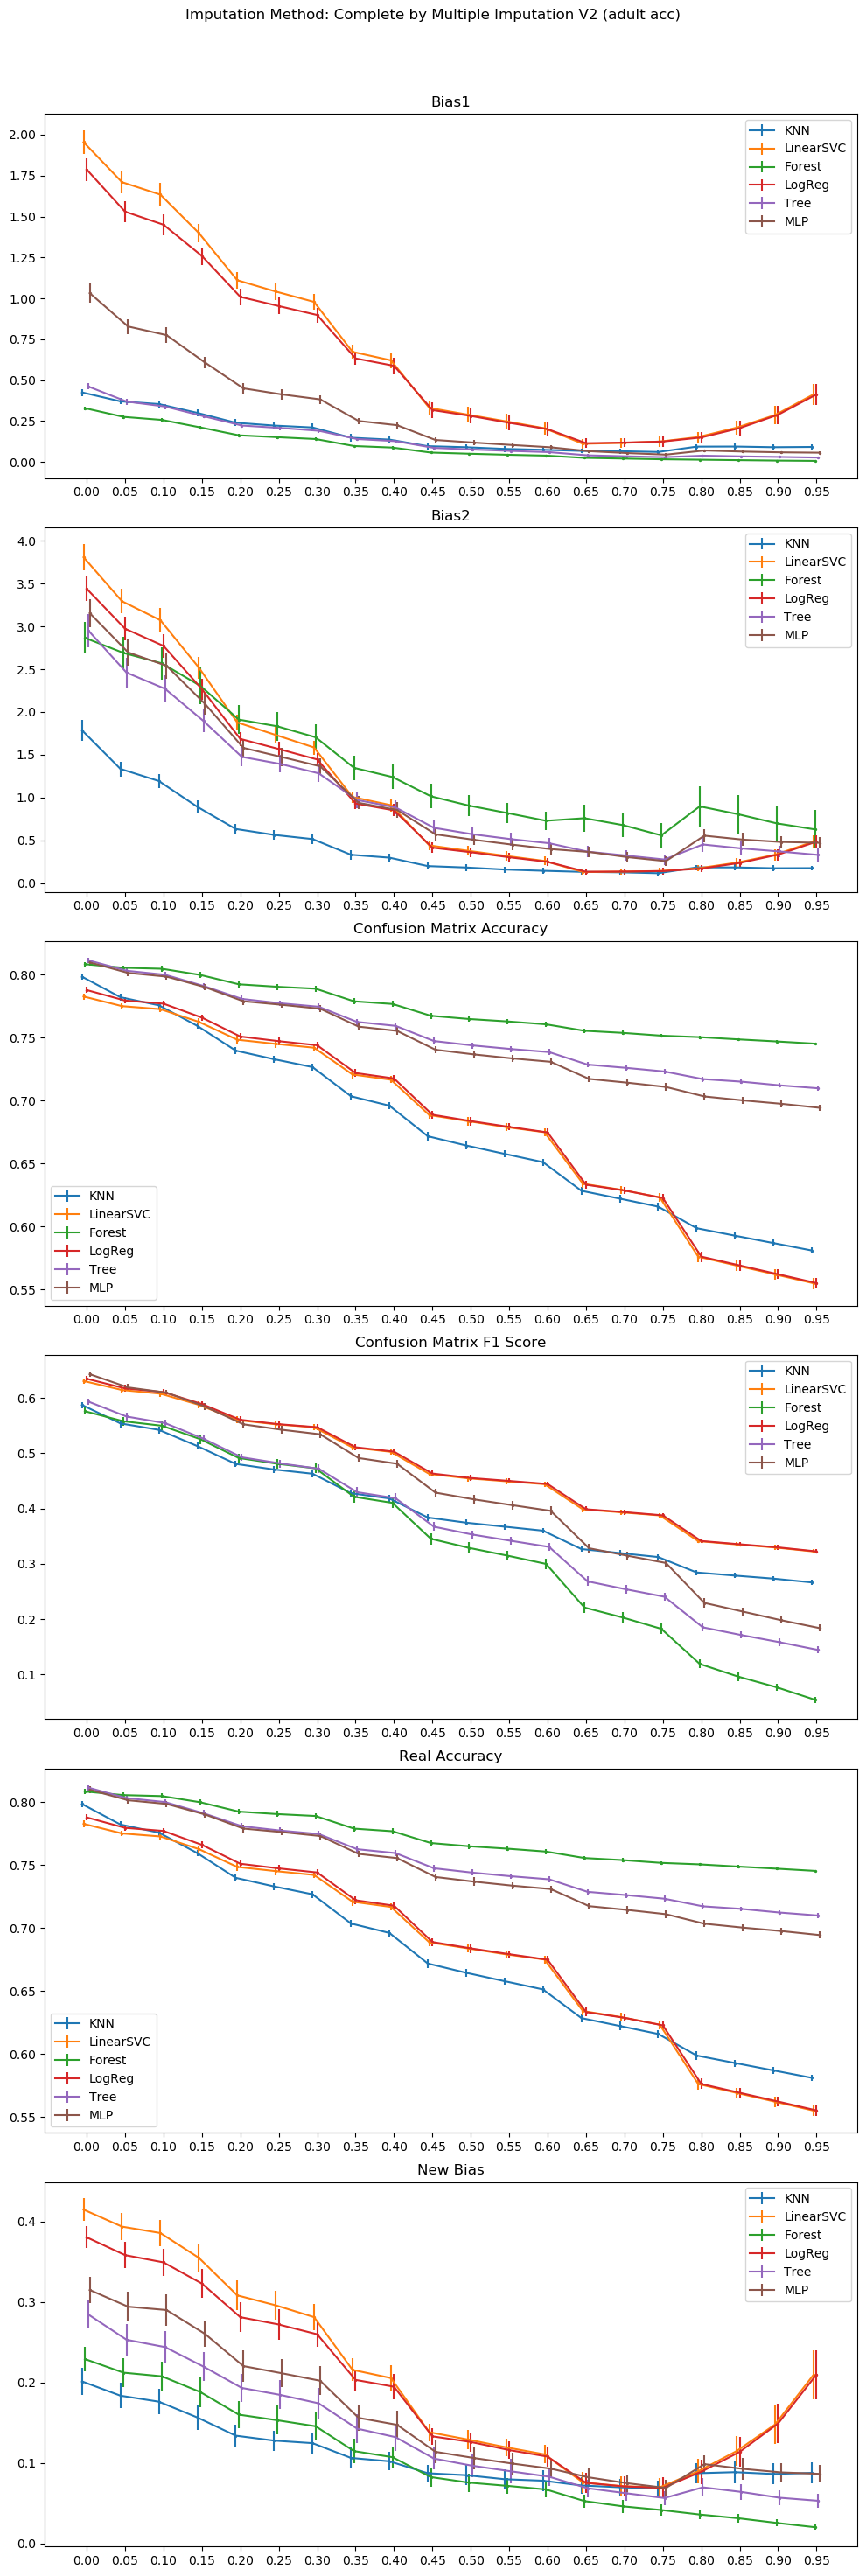 Imputation Method: Complete by Multiple Imputation V2 (adult acc)
Bias1
2.00
1.75
1.50
1.25
1.00
0.75
0.50
0.25
0.00
KNN
LinearSVC
Forest
LogReg
Tree
MLP
0.00 0.05 0.10 0.15 0.20 0.25 0.30 0.35 0.40 0.45 0.50 0.55 0.60 0.65 0.70 0.75 0.80 0.85 0.90 0.95
Bias2
4.0
3.5
3.0
2.5
2.0
1.5
1.0
0.5
0.0
KNN
LinearSVC
Forest
LogReg
Tree
MLP
0.00 0.05 0.10 0.15 0.20 0.25 0.30 0.35 0.40 0.45 0.50 0.55 0.60 0.65 0.70 0.75 0.80 0.85 0.90 0.95
Confusion Matrix Accuracy
0.80
0.75
0.70
0.65
0.60
0.55
KNN
LinearSVC
Forest
LogReg
Tree
MLP
0.00 0.05 0.10 0.15 0.20 0.25 0.30 0.35 0.40 0.45 0.50 0.55 0.60 0.65 0.70 0.75 0.80 0.85 0.90 0.95
Confusion Matrix F1 Score
0.6
0.5
0.4
0.3
0.2
0.1
KNN
LinearSVC
Forest
LogReg
Tree
MLP
0.00 0.05 0.10 0.15 0.20 0.25 0.30 0.35 0.40 0.45 0.50 0.55 0.60 0.65 0.70 0.75 0.80 0.85 0.90 0.95
Real Accuracy
0.80
0.75
0.70
0.65
0.60
0.55
KNN
LinearSVC
Forest
LogReg
Tree
MLP
0.00 0.05 0.10 0.15 0.20 0.25 0.30 0.35 0.40 0.45 0.50 0.55 0.60 0.65 0.70 0.75 0.80 0.85 0.90 0.95
New Bias
0.4
0.3
0.2
0.1
0.0
KNN
LinearSVC
Forest
LogReg
Tree
MLP
0.00 0.05 0.10 0.15 0.20 0.25 0.30 0.35 0.40 0.45 0.50 0.55 0.60 0.65 0.70 0.75 0.80 0.85 0.90 0.95